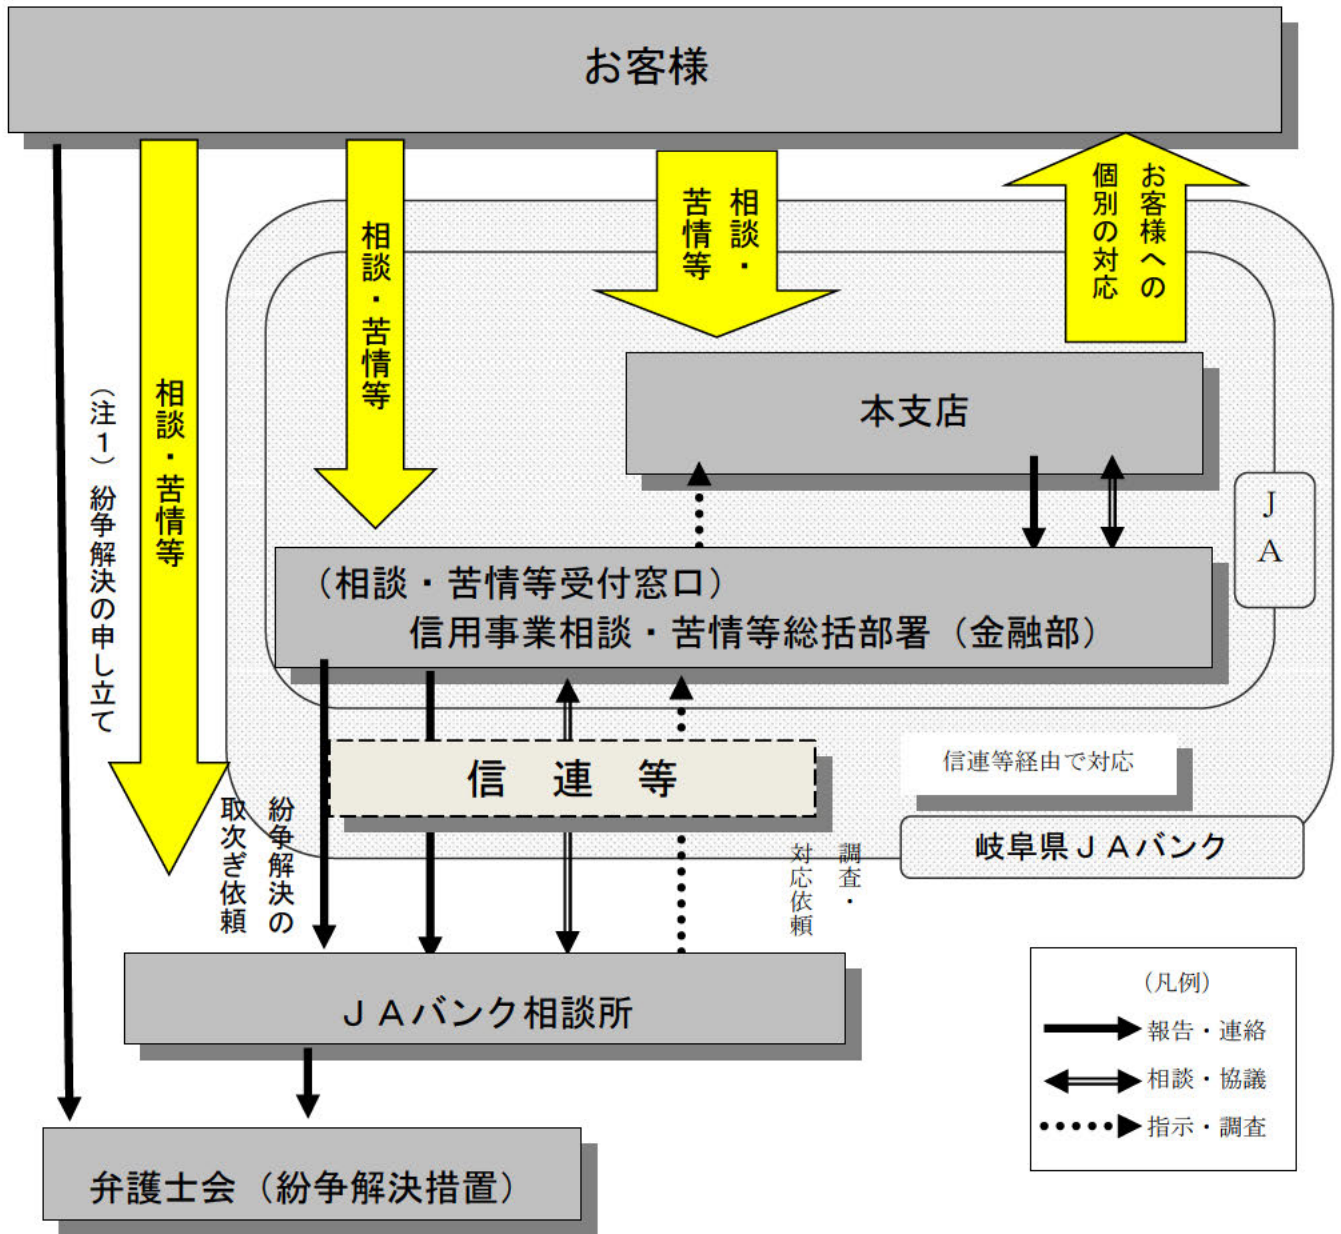 お客様
相談・
苦情等
お客様への
個別の対応
相談・苦情等
相談・苦情等
（注１）紛争解決の申し立て
本支店
ＪＡ
（相談・苦情等受付窓口）
信用事業相談・苦情等総括部署（金融部）
信　連　等
信連等経由で対応
岐阜県ＪＡバンク
紛争解決の
取次ぎ依頼
調査・
対応依頼
ＪＡバンク相談所
弁護士会（紛争解決措置）
（凡例）
報告・連絡
相談・協議
指示・調査